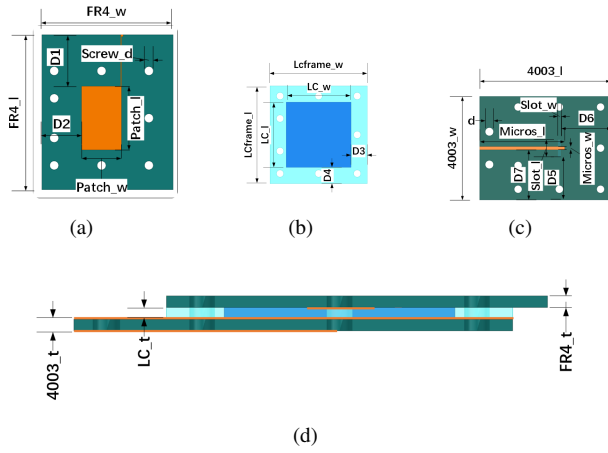 FR4_w
D1
Screw_d
FR4_l
Patch_l
D2
Patch_w
(a)
Lcframe_w
LC_w
LCframe_l
LC_l
D3
D4
(b)
4003_l
Slot_w
D6
d
Micros_l
4003_w
Micros_w
D7
Slot_l
D5
(c)
4003_t
LC_t
FR4_t
(d)